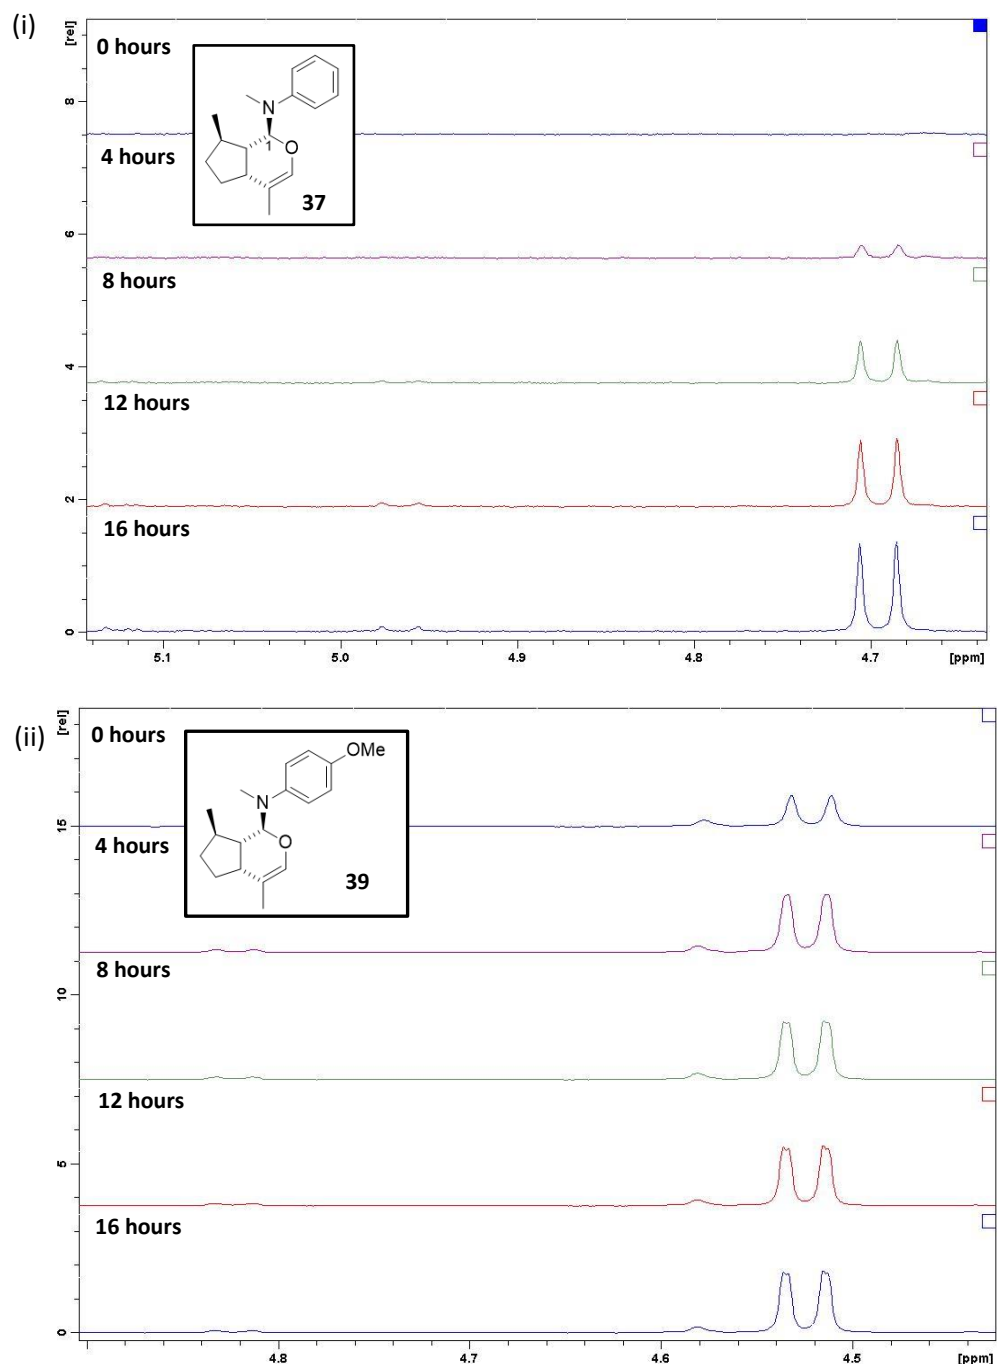 (i)
[rel]
0 hours
N
O
1
37
8
4 hours
6
8 hours
4
12 hours
2
16 hours
0
5.1 5.0 4.9 4.8 4.7 [ppm]
(ii)
[rel]
0 hours
OMe
N
O
39
15
4 hours
8 hours
10
12 hours
5
16 hours
0
4.8 4.7 4.6 4.5 [ppm]